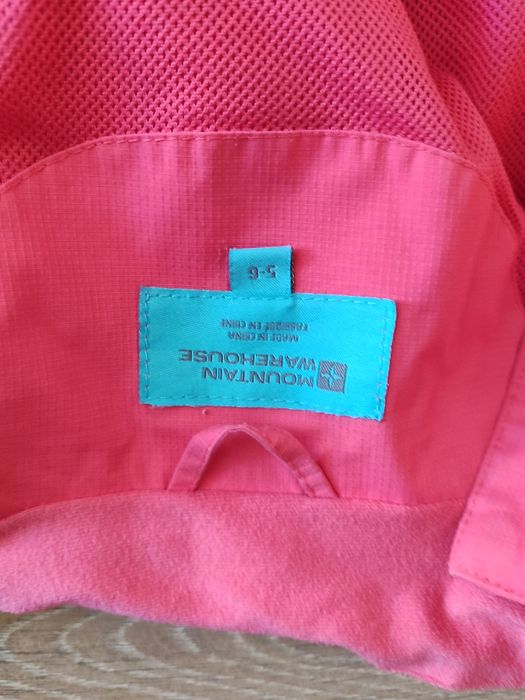 MOUNTAIN
WAREHOUSE
MADE IN CHINA
FABRIQUE EN CHINE
5-6